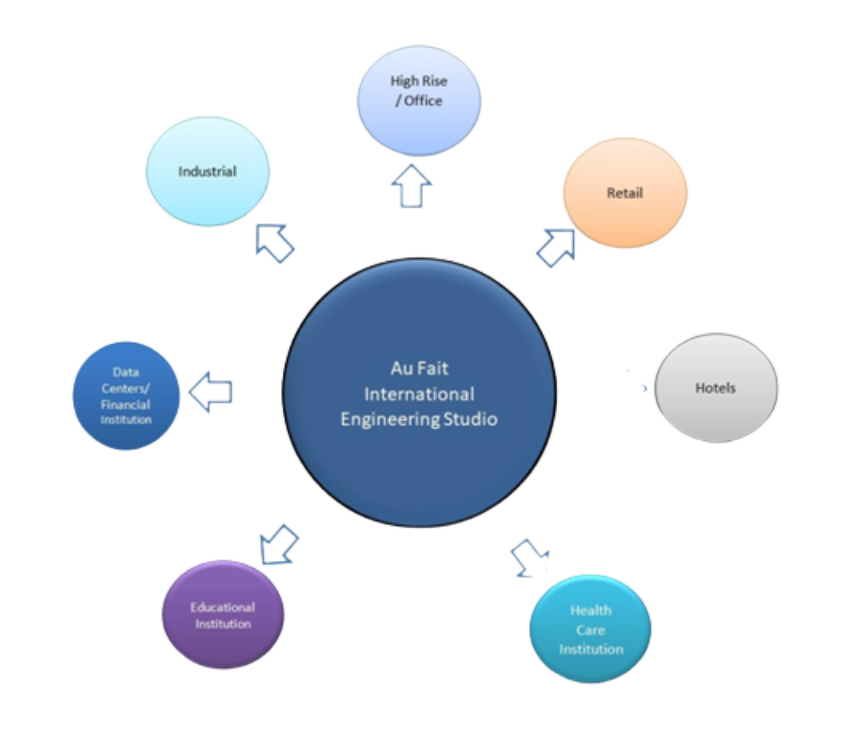 High Rise
/ Office
Industrial
Retail
Au Fait
International
Engineering Studio
Data
Centers/
Financial
Institution
Hotels
Educational
Institution
Health
Care
Institution